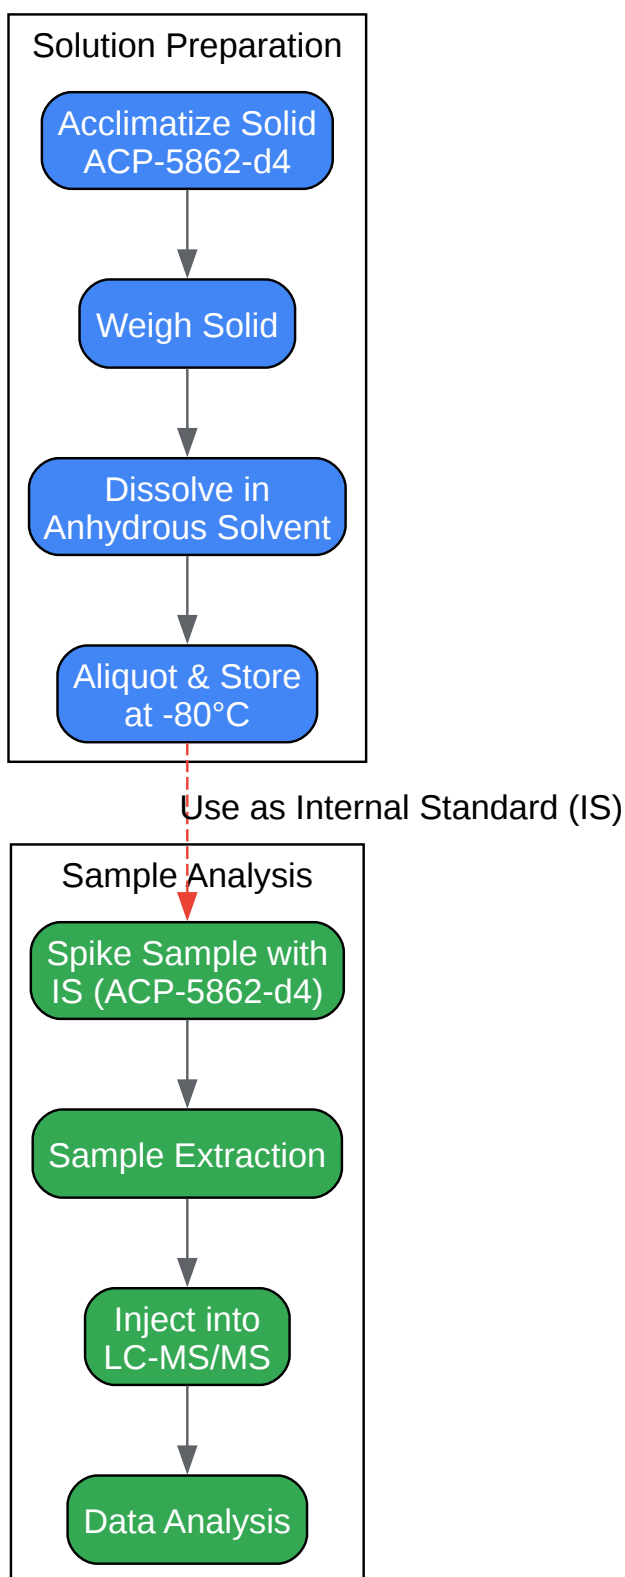 Solution Preparation
Acclimatize Solid
ACP-5862-d4
Weigh Solid
Dissolve in
Anhydrous Solvent
Aliquot & Store
at -80°C
Use as Internal Standard (IS)
Sample Analysis
Spike Sample with
IS (ACP-5862-d4)
Sample Extraction
Inject into
LC-MS/MS
Data Analysis